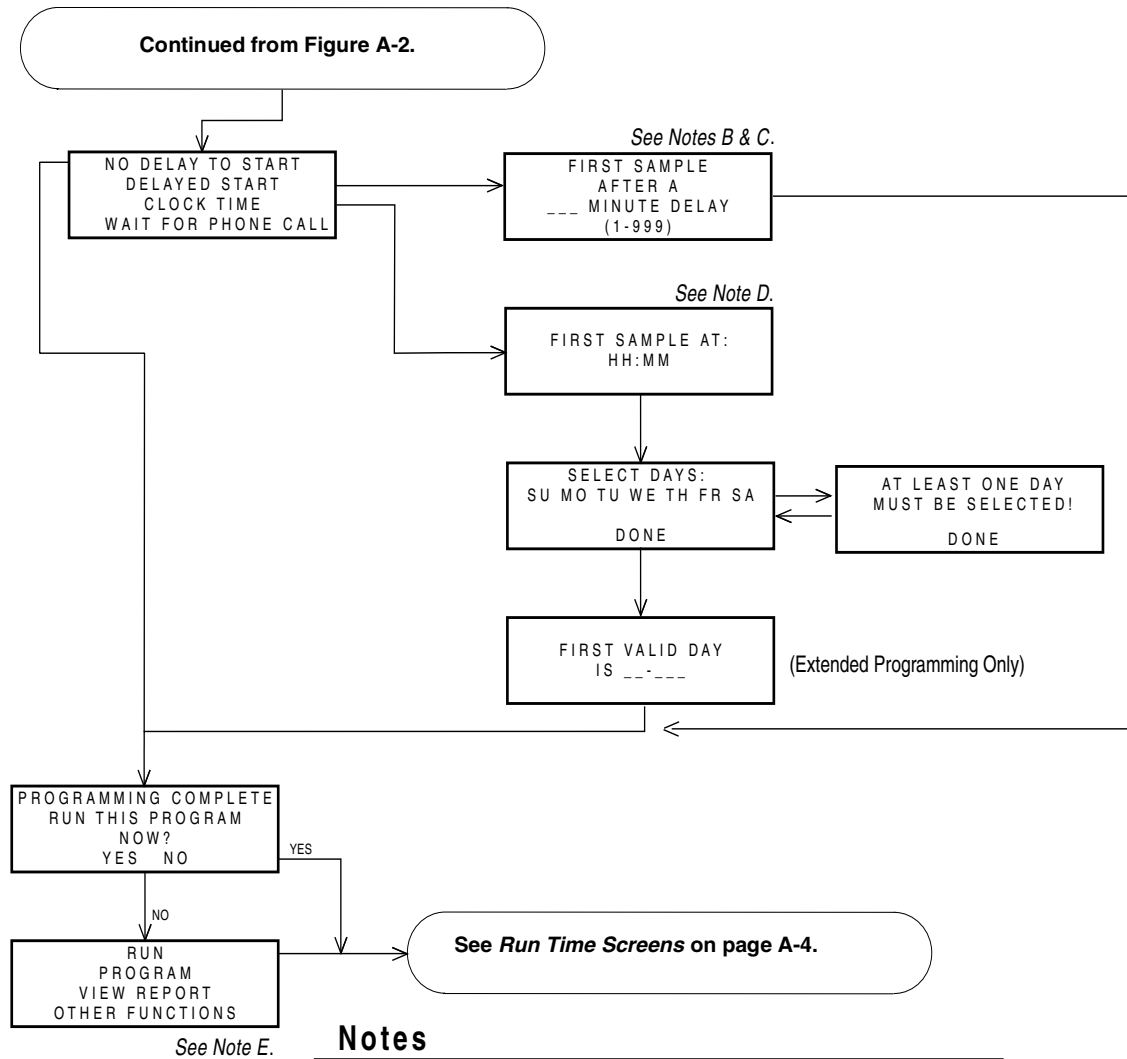 Continued from Figure A-2.
NO DELAY TO START
DELAYED START
CLOCK TIME
WAIT FOR PHONE CALL
See Notes B & C.
FIRST SAMPLE
AFTER A
___ MINUTE DELAY
(1-999)
See Note D.
FIRST SAMPLE AT:
HH:MM
SELECT DAYS:
SU MO TU WE TH FR SA
DONE
AT LEAST ONE DAY
MUST BE SELECTED!
DONE
FIRST VALID DAY
IS __-___
(Extended Programming Only)
PROGRAMMING COMPLETE
RUN THIS PROGRAM
NOW?
YES NO
YES
NO
RUN
PROGRAM
VIEW REPORT
OTHER FUNCTIONS
See Note E.
See Run Time Screens on page A-4.
Notes